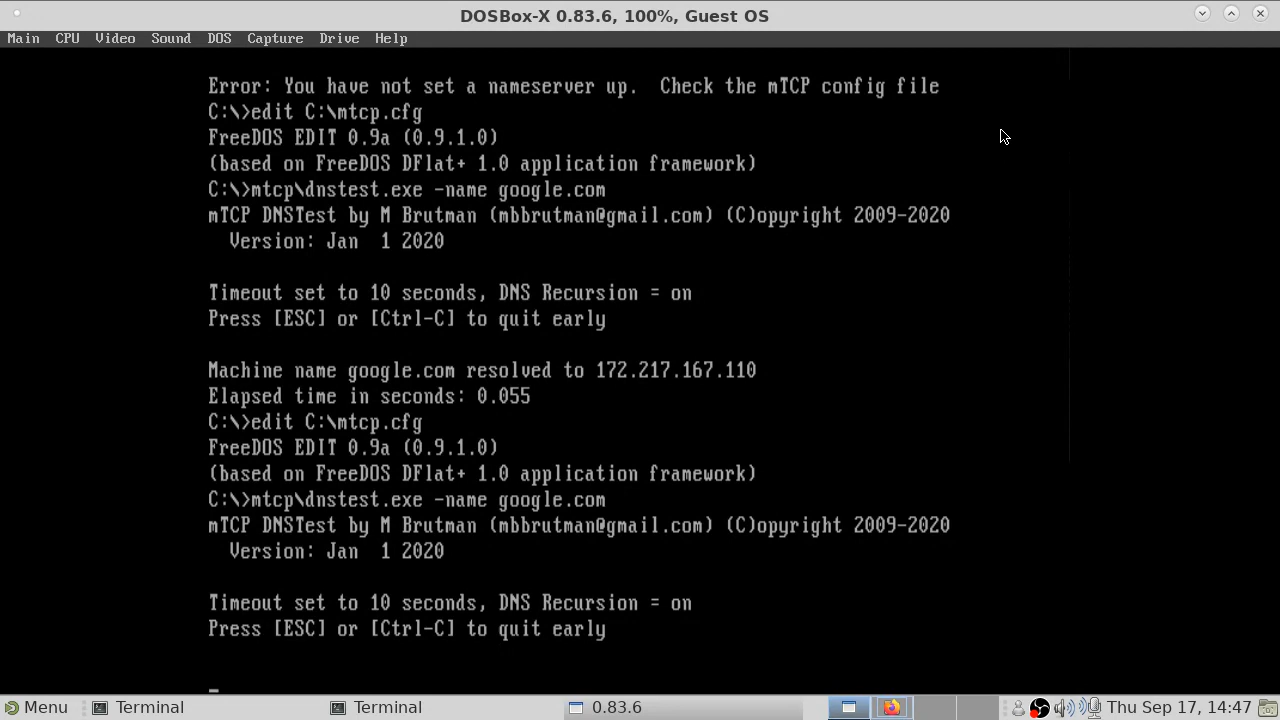 DOSBox-X 0.83.6, 100%, Guest OS
Main CPU Video Sound DOS Capture Drive Help
Error: You have not set a nameserver up.  Check the mTCP config file
C:\>edit C:\mtcp.cfg
FreeDOS EDIT 0.9a (0.9.1.0)
(based on FreeDOS DFlat+ 1.0 application framework)
C:\>mtcp\dnstest.exe -name google.com
mTCP DNSTest by M Brutman (mbbrutman@gmail.com) (C)opyright 2009-2020
  Version: Jan  1 2020
Timeout set to 10 seconds, DNS Recursion = on
Press [ESC] or [Ctrl-C] to quit early
Machine name google.com resolved to 172.217.167.110
Elapsed time in seconds: 0.055
C:\>edit C:\mtcp.cfg
FreeDOS EDIT 0.9a (0.9.1.0)
(based on FreeDOS DFlat+ 1.0 application framework)
C:\>mtcp\dnstest.exe -name google.com
mTCP DNSTest by M Brutman (mbbrutman@gmail.com) (C)opyright 2009-2020
  Version: Jan  1 2020
Timeout set to 10 seconds, DNS Recursion = on
Press [ESC] or [Ctrl-C] to quit early
Menu Terminal Terminal 0.83.6 Thu Sep 17, 14:47